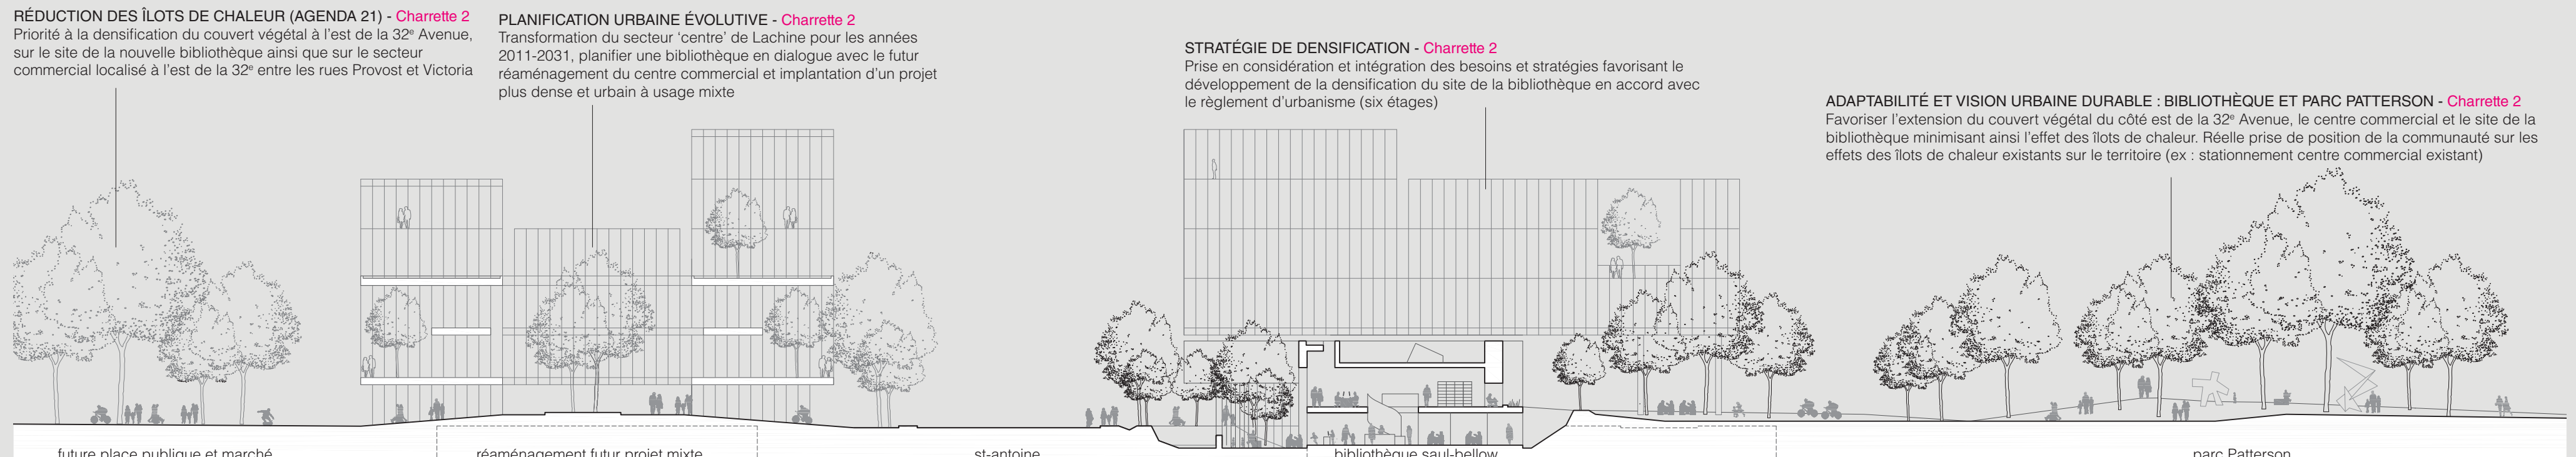 RÉDUCTION DES ÎLOTS DE CHALEUR (AGENDA 21) - Charrette 2
Priorité à la densification du couvert végétal à l'est de la 32e Avenue,
sur le site de la nouvelle bibliothèque ainsi que sur le secteur
commercial localisé à l'est de la 32e entre les rues Provost et Victoria
PLANIFICATION URBAINE ÉVOLUTIVE - Charrette 2
Transformation du secteur 'centre' de Lachine pour les années
2011-2031, planifier une bibliothèque en dialogue avec le futur
réaménagement du centre commercial et implantation d'un projet
plus dense et urbain à usage mixte
STRATÉGIE DE DENSIFICATION - Charrette 2
Prise en considération et intégration des besoins et stratégies favorisant le
développement de la densification du site de la bibliothèque en accord avec
le règlement d'urbanisme (six étages)
ADAPTABILITÉ ET VISION URBAINE DURABLE : BIBLIOTHÈQUE ET PARC PATTERSON - Charrette 2
Favoriser l'extension du couvert végétal du côté est de la 32e Avenue, le centre commercial et le site de la
bibliothèque minimisant ainsi l'effet des îlots de chaleur. Réelle prise de position de la communauté sur les
effets des îlots de chaleur existants sur le territoire (ex : stationnement centre commercial existant)
future place publique et marché
réaménagement futur projet mixte
st-antoine
bibliothèque saul-bellow
parc Patterson